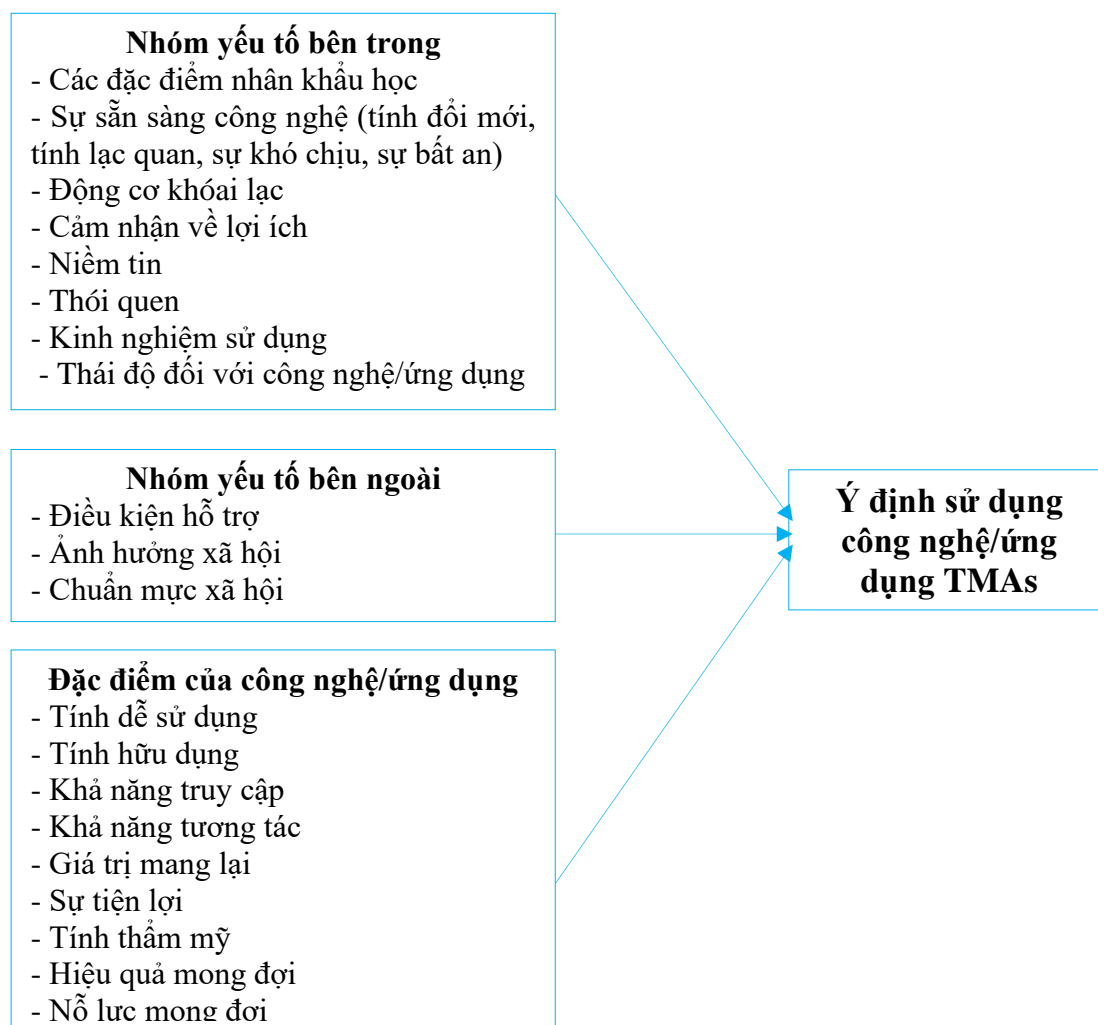 Nhóm yếu tố bên trong
- Các đặc điểm nhân khẩu học
- Sự sẵn sàng công nghệ (tính đổi mới,
tính lạc quan, sự khó chịu, sự bất an)
- Động cơ khóai lạc
- Cảm nhận về lợi ích
- Niềm tin
- Thói quen
- Kinh nghiệm sử dụng
- Thái độ đối với công nghệ/ứng dụng
Nhóm yếu tố bên ngoài
- Điều kiện hỗ trợ
- Ảnh hưởng xã hội
- Chuẩn mực xã hội
Ý định sử dụng
công nghệ/ứng
dụng TMAs
Đặc điểm của công nghệ/ứng dụng
- Tính dễ sử dụng
- Tính hữu dụng
- Khả năng truy cập
- Khả năng tương tác
- Giá trị mang lại
- Sự tiện lợi
- Tính thẩm mỹ
- Hiệu quả mong đợi
- Nỗ lực mong đợi